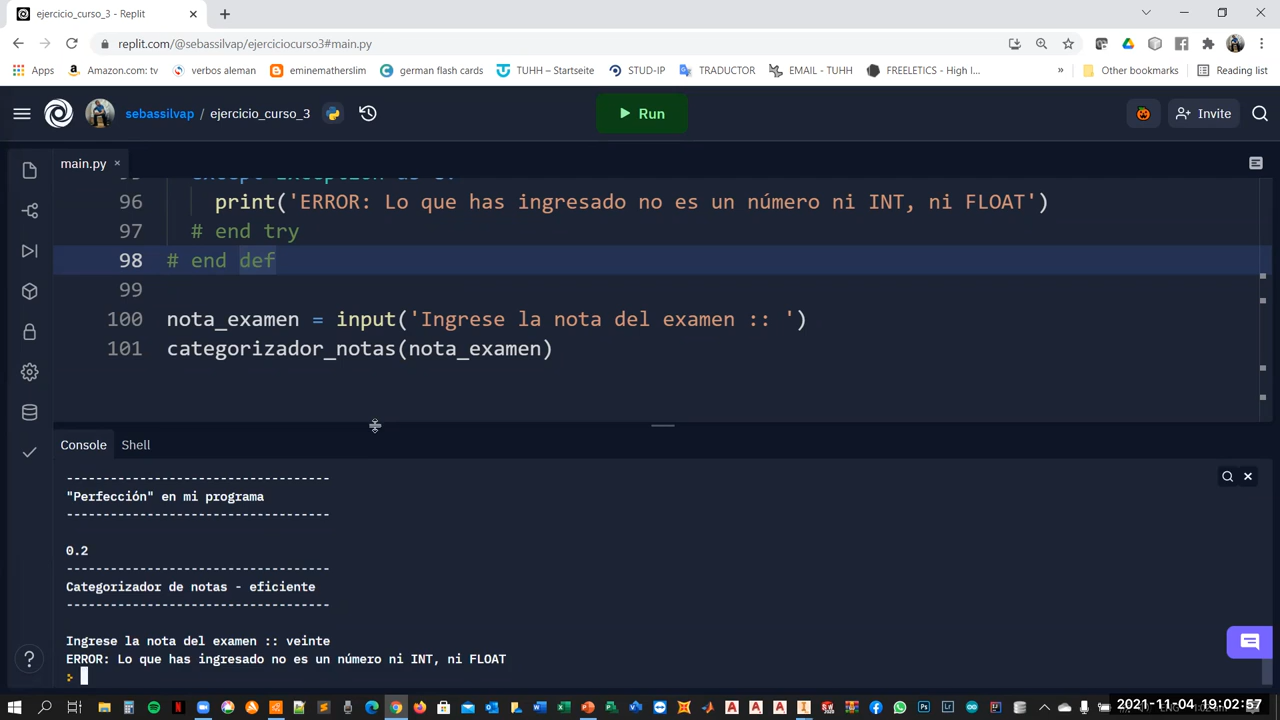 ejercicio_curso_3 - Replit
replit.com/@sebassilvap/ejerciciocurso3#main.py
Apps
Amazon.com: tv
verbos aleman
eminematherslim
german flash cards
TUHH – Startseite
STUD-IP
TRADUCTOR
EMAIL - TUHH
FREELETICS - High I...
»
Other bookmarks
Reading list
sebassilvap / ejercicio_curso_3
Run
Invite
main.py
96 print('ERROR: Lo que has ingresado no es un número ni INT, ni FLOAT')
97 # end try
98 # end def
99
100 nota_examen = input('Ingrese la nota del examen :: ')
101 categorizador_notas(nota_examen)
Console
Shell
------------------------------------
"Perfección" en mi programa
------------------------------------
0.2
------------------------------------
Categorizador de notas - eficiente
------------------------------------
Ingrese la nota del examen :: veinte
ERROR: Lo que has ingresado no es un número ni INT, ni FLOAT
2021-11-04 19:02:57